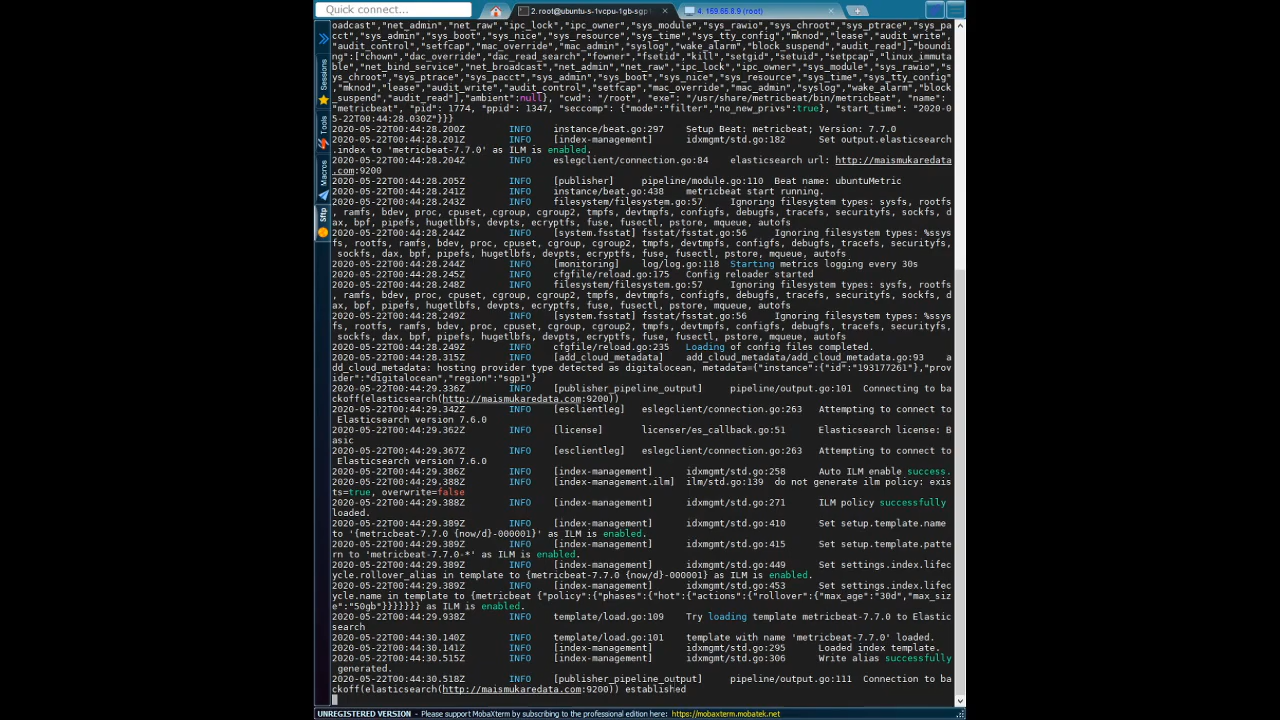 Quick connect...
2. root@ubuntu-s-1vcpu-1gb-sgp1
4. 159.65.8.9 (root)
Sessions
Tools
Macros
Sftp
oadcast","net_admin","net_raw","ipc_lock","ipc_owner","sys_module","sys_rawio","sys_chroot","sys_ptrace","sys_pa
cct","sys_admin","sys_boot","sys_nice","sys_resource","sys_time","sys_tty_config","mknod","lease","audit_write",
"audit_control","setfcap","mac_override","mac_admin","syslog","wake_alarm","block_suspend","audit_read"],"boundi
ng":["chown","dac_override","dac_read_search","fowner","fsetid","kill","setgid","setuid","setpcap","linux_immuta
ble","net_bind_service","net_broadcast","net_admin","net_raw","ipc_lock","ipc_owner","sys_module","sys_rawio","s
ys_chroot","sys_ptrace","sys_pacct","sys_admin","sys_boot","sys_nice","sys_resource","sys_time","sys_tty_config"
,"mknod","lease","audit_write","audit_control","setfcap","mac_override","mac_admin","syslog","wake_alarm","block
_suspend","audit_read"],"ambient":null}, "cwd": "/root", "exe": "/usr/share/metricbeat/bin/metricbeat", "name":
"metricbeat", "pid": 1774, "ppid": 1347, "seccomp": {"mode":"filter","no_new_privs":true}, "start_time": "2020-0
5-22T00:44:28.030Z"}}}
2020-05-22T00:44:28.200Z INFO instance/beat.go:297 Setup Beat: metricbeat; Version: 7.7.0
2020-05-22T00:44:28.201Z INFO [index-management] idxmgmt/std.go:182 Set output.elasticsearch
.index to 'metricbeat-7.7.0' as ILM is enabled.
2020-05-22T00:44:28.204Z INFO eslegclient/connection.go:84 elasticsearch url: http://maismukaredata
.com:9200
2020-05-22T00:44:28.205Z INFO [publisher] pipeline/module.go:110 Beat name: ubuntuMetric
2020-05-22T00:44:28.241Z INFO instance/beat.go:438 metricbeat start running.
2020-05-22T00:44:28.243Z INFO filesystem/filesystem.go:57 Ignoring filesystem types: sysfs, rootfs
, ramfs, bdev, proc, cpuset, cgroup, cgroup2, tmpfs, devtmpfs, configfs, debugfs, tracefs, securityfs, sockfs, d
ax, bpf, pipefs, hugetlbfs, devpts, ecryptfs, fuse, fusectl, pstore, mqueue, autofs
2020-05-22T00:44:28.244Z INFO [system.fsstat] fsstat/fsstat.go:56 Ignoring filesystem types: %ssys
fs, rootfs, ramfs, bdev, proc, cpuset, cgroup, cgroup2, tmpfs, devtmpfs, configfs, debugfs, tracefs, securityfs,
sockfs, dax, bpf, pipefs, hugetlbfs, devpts, ecryptfs, fuse, fusectl, pstore, mqueue, autofs
2020-05-22T00:44:28.244Z INFO [monitoring] log/log.go:118 Starting metrics logging every 30s
2020-05-22T00:44:28.245Z INFO cfgfile/reload.go:175 Config reloader started
2020-05-22T00:44:28.248Z INFO filesystem/filesystem.go:57 Ignoring filesystem types: sysfs, rootfs
, ramfs, bdev, proc, cpuset, cgroup, cgroup2, tmpfs, devtmpfs, configfs, debugfs, tracefs, securityfs, sockfs, d
ax, bpf, pipefs, hugetlbfs, devpts, ecryptfs, fuse, fusectl, pstore, mqueue, autofs
2020-05-22T00:44:28.249Z INFO [system.fsstat] fsstat/fsstat.go:56 Ignoring filesystem types: %ssys
fs, rootfs, ramfs, bdev, proc, cpuset, cgroup, cgroup2, tmpfs, devtmpfs, configfs, debugfs, tracefs, securityfs,
sockfs, dax, bpf, pipefs, hugetlbfs, devpts, ecryptfs, fuse, fusectl, pstore, mqueue, autofs
2020-05-22T00:44:28.249Z INFO cfgfile/reload.go:235 Loading of config files completed.
2020-05-22T00:44:28.315Z INFO [add_cloud_metadata] add_cloud_metadata/add_cloud_metadata.go:93 a
dd_cloud_metadata: hosting provider type detected as digitalocean, metadata={"instance":{"id":"193177261"},"prov
ider":"digitalocean","region":"sgp1"}
2020-05-22T00:44:29.336Z INFO [publisher_pipeline_output] pipeline/output.go:101 Connecting to ba
ckoff(elasticsearch(http://maismukaredata.com:9200))
2020-05-22T00:44:29.342Z INFO [esclientleg] eslegclient/connection.go:263 Attempting to connect to
Elasticsearch version 7.6.0
2020-05-22T00:44:29.362Z INFO [license] licenser/es_callback.go:51 Elasticsearch license: B
asic
2020-05-22T00:44:29.367Z INFO [esclientleg] eslegclient/connection.go:263 Attempting to connect to
Elasticsearch version 7.6.0
2020-05-22T00:44:29.386Z INFO [index-management] idxmgmt/std.go:258 Auto ILM enable success.
2020-05-22T00:44:29.388Z INFO [index-management.ilm] ilm/std.go:139 do not generate ilm policy: exis
ts=true, overwrite=false
2020-05-22T00:44:29.388Z INFO [index-management] idxmgmt/std.go:271 ILM policy successfully
loaded.
2020-05-22T00:44:29.389Z INFO [index-management] idxmgmt/std.go:410 Set setup.template.name
to '{metricbeat-7.7.0 {now/d}-000001}' as ILM is enabled.
2020-05-22T00:44:29.389Z INFO [index-management] idxmgmt/std.go:415 Set setup.template.patte
rn to 'metricbeat-7.7.0-*' as ILM is enabled.
2020-05-22T00:44:29.389Z INFO [index-management] idxmgmt/std.go:449 Set settings.index.lifec
ycle.rollover_alias in template to {metricbeat-7.7.0 {now/d}-000001} as ILM is enabled.
2020-05-22T00:44:29.389Z INFO [index-management] idxmgmt/std.go:453 Set settings.index.lifec
ycle.name in template to {metricbeat {"policy":{"phases":{"hot":{"actions":{"rollover":{"max_age":"30d","max_siz
e":"50gb"}}}}}}} as ILM is enabled.
2020-05-22T00:44:29.938Z INFO template/load.go:109 Try loading template metricbeat-7.7.0 to Elastic
search
2020-05-22T00:44:30.140Z INFO template/load.go:101 template with name 'metricbeat-7.7.0' loaded.
2020-05-22T00:44:30.141Z INFO [index-management] idxmgmt/std.go:295 Loaded index template.
2020-05-22T00:44:30.515Z INFO [index-management] idxmgmt/std.go:306 Write alias successfully
generated.
2020-05-22T00:44:30.518Z INFO [publisher_pipeline_output] pipeline/output.go:111 Connection to ba
ckoff(elasticsearch(http://maismukaredata.com:9200)) established
UNREGISTERED VERSION - Please support MobaXterm by subscribing to the professional edition here: https://mobaxterm.mobatek.net